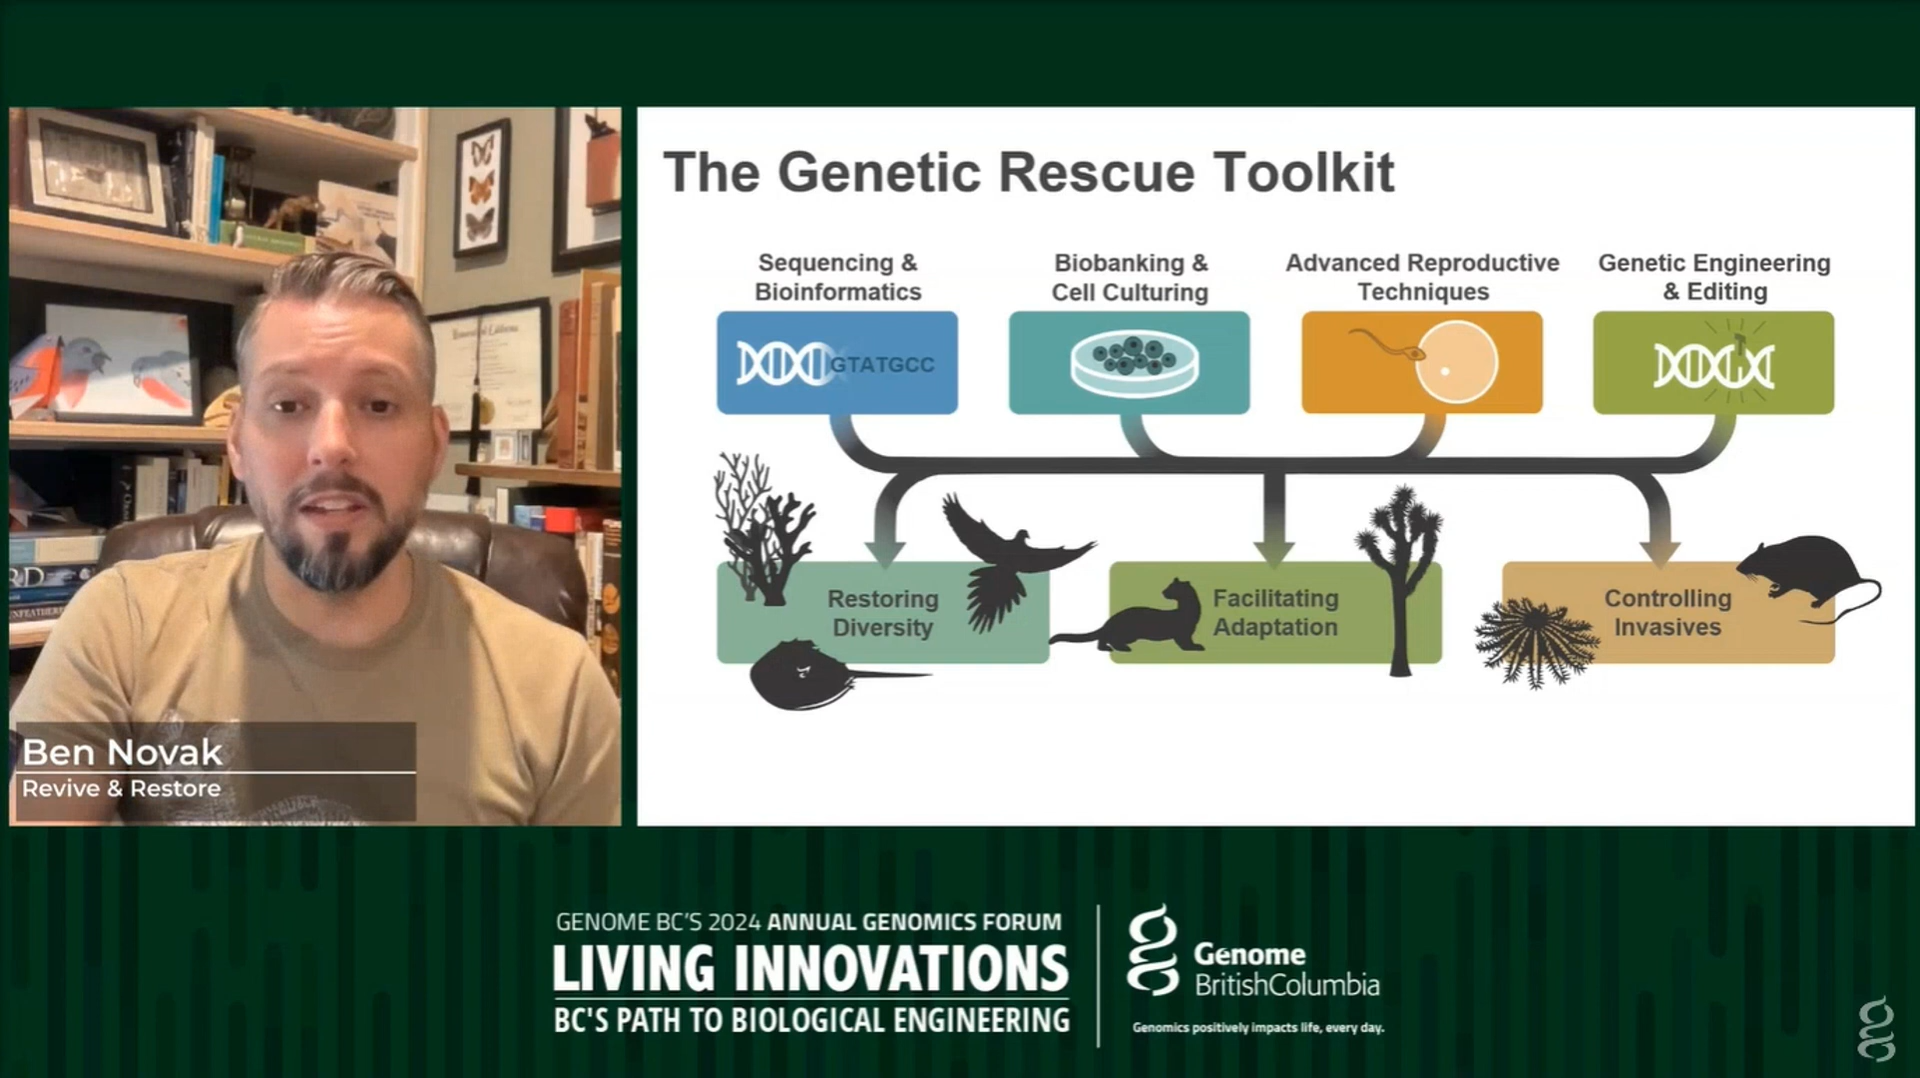 The Genetic Rescue Toolkit
Sequencing &
Bioinformatics
Biobanking &
Cell Culturing
Advanced Reproductive
Techniques
Genetic Engineering
& Editing
GTATGCC
T
Restoring
Diversity
Facilitating
Adaptation
Controlling
Invasives
Ben Novak
Revive & Restore
GENOME BC'S 2024 ANNUAL GENOMICS FORUM
LIVING INNOVATIONS
BC'S PATH TO BIOLOGICAL ENGINEERING
Genome
BritishColumbia
Genomics positively impacts life, every day.